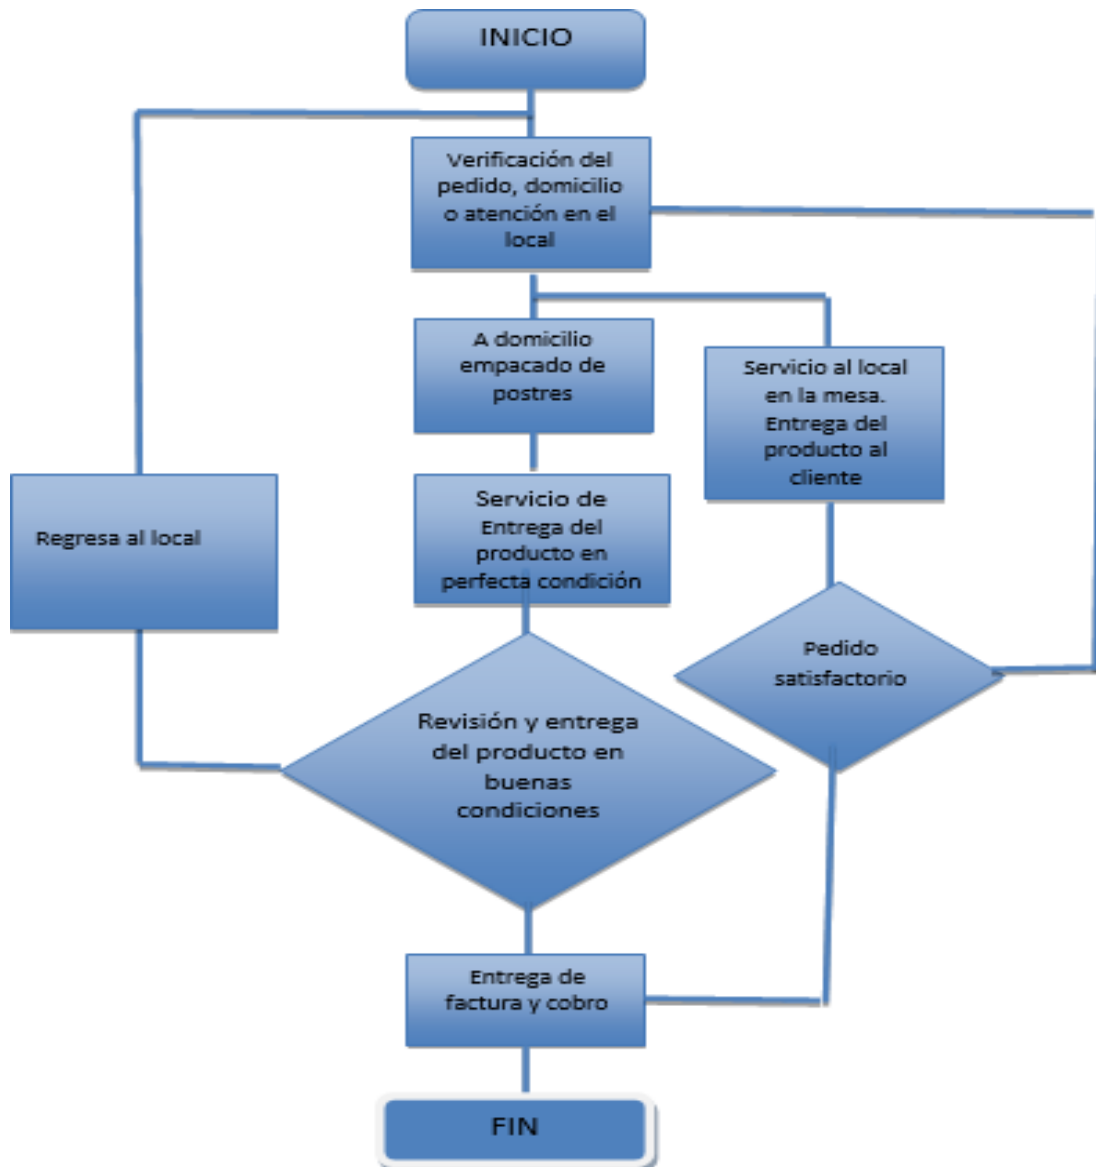 INICIO
Verificación del
pedido, domicilio
o atención en el
local
A domicilio
empacado de
postres
Servicio al local
en la mesa.
Entrega del
producto al
cliente
Regresa al local
Servicio de
Entrega del
producto en
perfecta condición
Pedido
satisfactorio
Revisión y entrega
del producto en
buenas
condiciones
Entrega de
factura y cobro
FIN